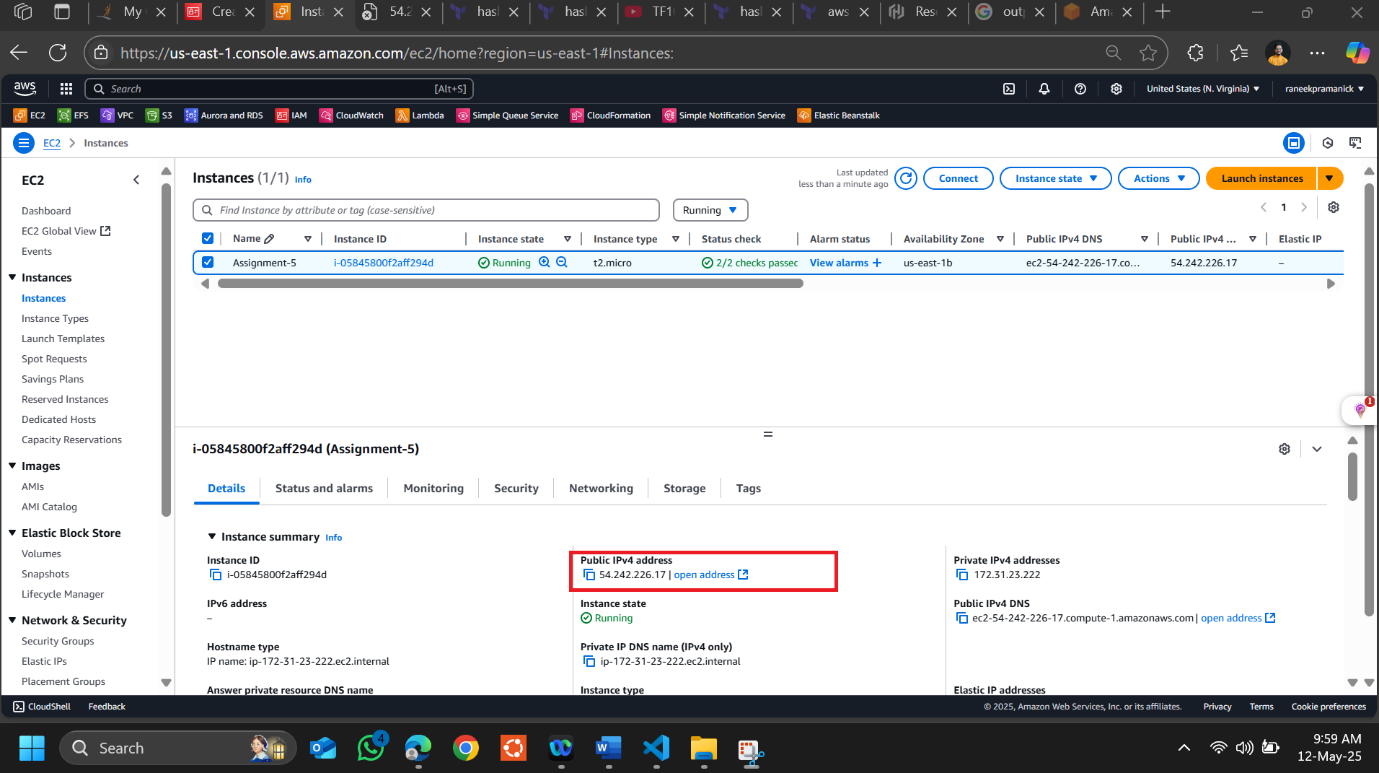 My
Crea
Insta
54.2
hash
hash
TF1
hash
aws
Res
outp
Ama
https://us-east-1.console.aws.amazon.com/ec2/home?region=us-east-1#Instances:
aws
Search
[Alt+S]
United States (N. Virginia)
raneekpramanick
EC2
EFS
VPC
S3
Aurora and RDS
IAM
CloudWatch
Lambda
Simple Queue Service
CloudFormation
Simple Notification Service
Elastic Beanstalk
EC2 > Instances
EC2
Dashboard
EC2 Global View
Events
Instances
Instances
Instance Types
Launch Templates
Spot Requests
Savings Plans
Reserved Instances
Dedicated Hosts
Capacity Reservations
Images
AMIs
AMI Catalog
Elastic Block Store
Volumes
Snapshots
Lifecycle Manager
Network & Security
Security Groups
Elastic IPs
Placement Groups
Instances (1/1) Info
Last updated
less than a minute ago
Connect
Instance state
Actions
Launch instances
Find Instance by attribute or tag (case-sensitive)
Running
1
Name
Instance ID
Instance state
Instance type
Status check
Alarm status
Availability Zone
Public IPv4 DNS
Public IPv4 ...
Elastic IP
Assignment-5
i-05845800f2aff294d
Running
t2.micro
2/2 checks passec
View alarms +
us-east-1b
ec2-54-242-226-17.co...
54.242.226.17
–
1
i-05845800f2aff294d (Assignment-5)
Details
Status and alarms
Monitoring
Security
Networking
Storage
Tags
Instance summary Info
Instance ID
i-05845800f2aff294d
Public IPv4 address
54.242.226.17 | open address
Private IPv4 addresses
172.31.23.222
IPv6 address
–
Instance state
Running
Public IPv4 DNS
ec2-54-242-226-17.compute-1.amazonaws.com | open address
Hostname type
IP name: ip-172-31-23-222.ec2.internal
Private IP DNS name (IPv4 only)
ip-172-31-23-222.ec2.internal
Answer private resource DNS name
Instance type
Elastic IP addresses
CloudShell
Feedback
© 2025, Amazon Web Services, Inc. or its affiliates.
Privacy
Terms
Cookie preferences
Search
4
9:59 AM
12-May-25